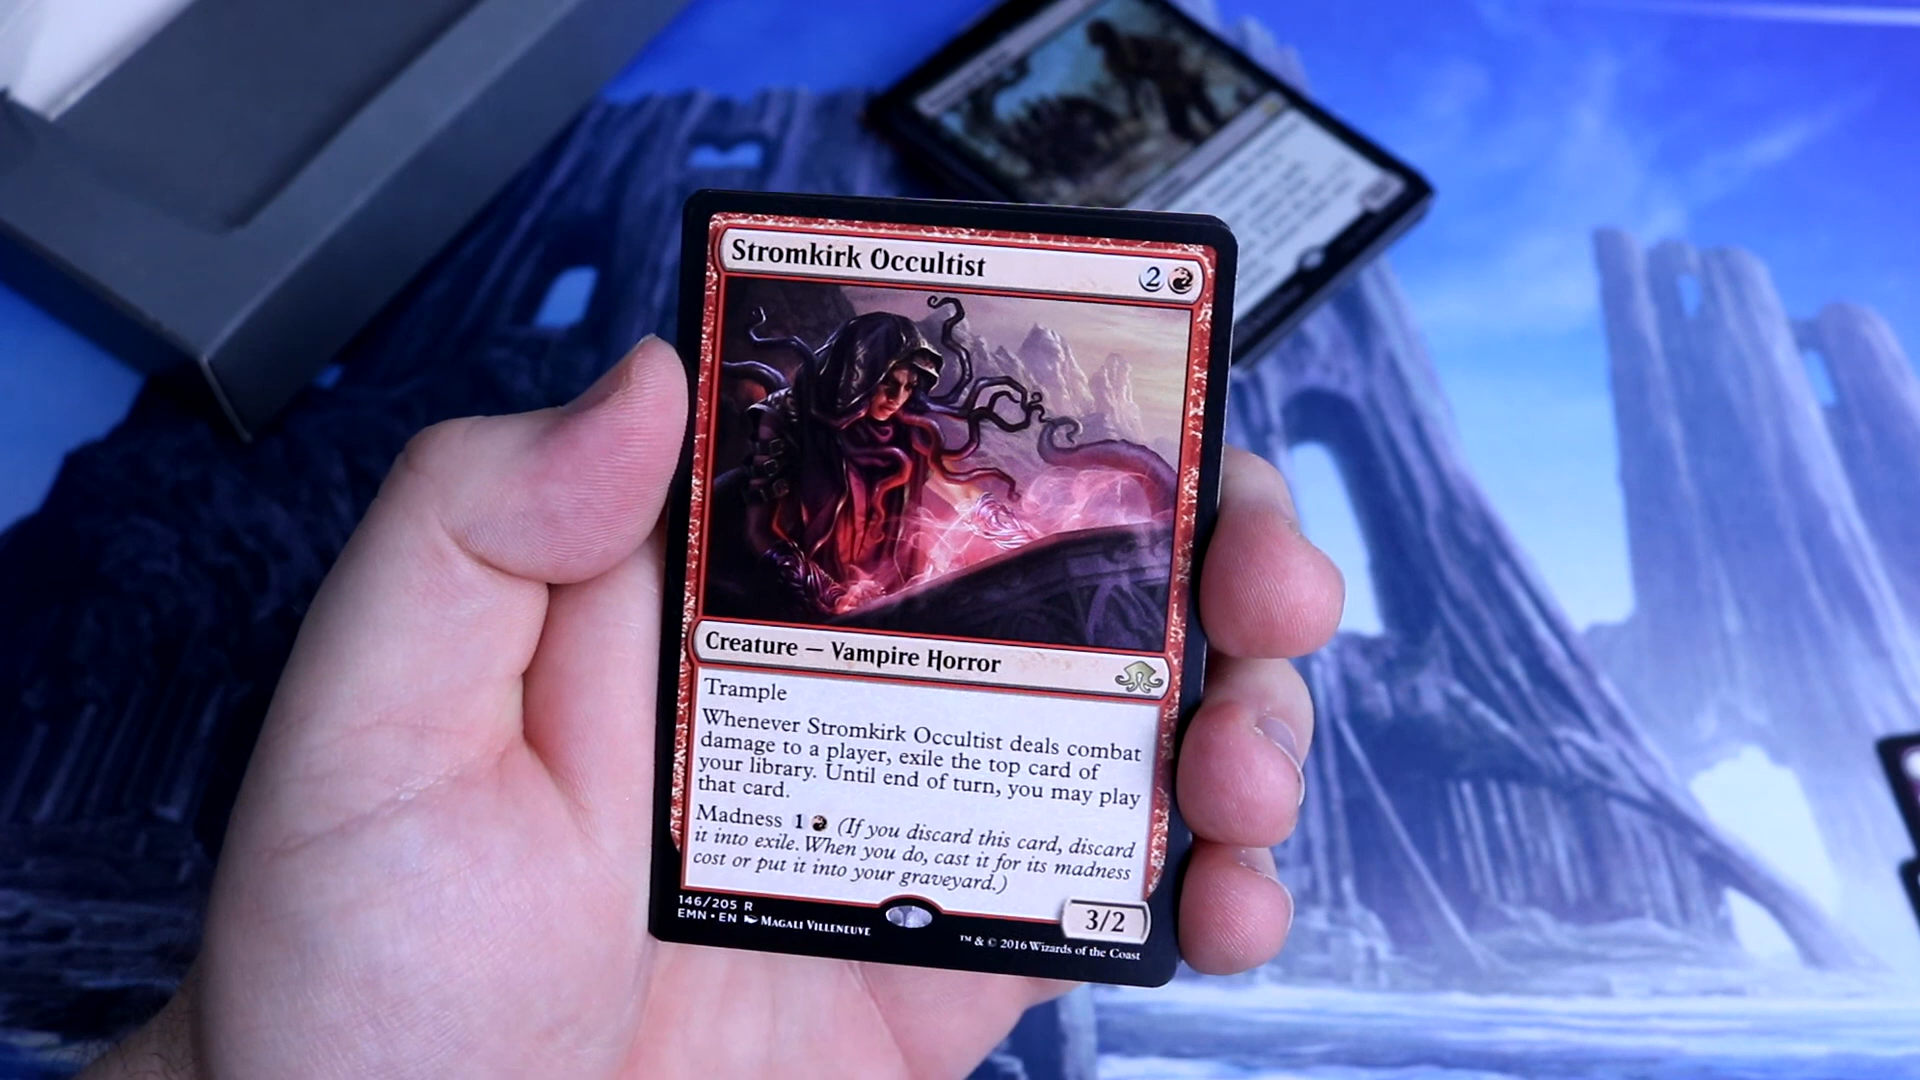 Stromkirk Occultist 2
Creature — Vampire Horror
Trample
Whenever Stromkirk Occultist deals combat
damage to a player, exile the top card of
your library. Until end of turn, you may play
that card.
Madness 1 (If you discard this card, discard
it into exile. When you do, cast it for its madness
cost or put it into your graveyard.)
146/205 R
EMN • EN MAGALI VILLENEUVE
3/2
™ & © 2016 Wizards of the Coast